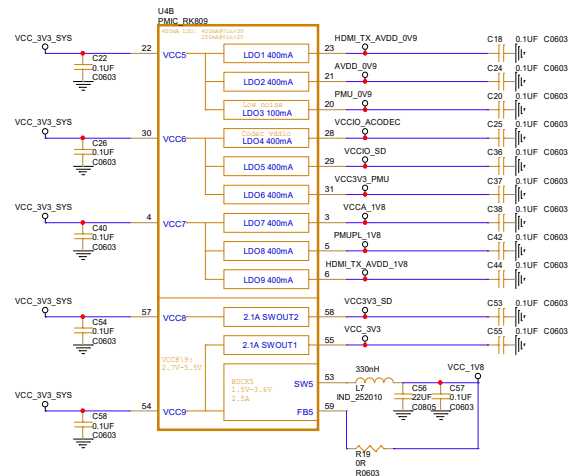 U4B
PMIC_RK809
400mA LDO: 400mA@Vin>3V
200mA@Vin>2V
VCC_3V3_SYS
22
VCC5
C22
0.1UF
C0603
LDO1 400mA
23
HDMI_TX_AVDD_0V9
C18
0.1UF C0603
LDO2 400mA
21
AVDD_0V9
C24
0.1UF C0603
Low noise
LDO3 100mA
20
PMU_0V9
C20
0.1UF C0603
VCC_3V3_SYS
30
VCC6
C26
0.1UF
C0603
Codec vddio
LDO4 400mA
28
VCCIO_ACODEC
C25
0.1UF C0603
LDO5 400mA
29
VCCIO_SD
C36
0.1UF C0603
LDO6 400mA
31
VCC3V3_PMU
C37
0.1UF C0603
VCC_3V3_SYS
4
VCC7
C40
0.1UF
C0603
LDO7 400mA
3
VCCA_1V8
C38
0.1UF C0603
LDO8 400mA
5
PMUPL_1V8
C42
0.1UF C0603
LDO9 400mA
6
HDMI_TX_AVDD_1V8
C44
0.1UF C0603
VCC_3V3_SYS
57
VCC8
C54
0.1UF
C0603
2.1A SWOUT2
58
VCC3V3_SD
C53
0.1UF C0603
2.1A SWOUT1
55
VCC_3V3
C55
0.1UF C0603
VCC8\9:
2.7V-5.5V
VCC_3V3_SYS
54
VCC9
C58
0.1UF
C0603
BUCK5
1.5V-3.6V
2.5A
SW5
53
330nH
L7
IND_252010
VCC_1V8
C56
22UF
C0805
C57
0.1UF
C0603
FB5
59
R19
0R
R0603